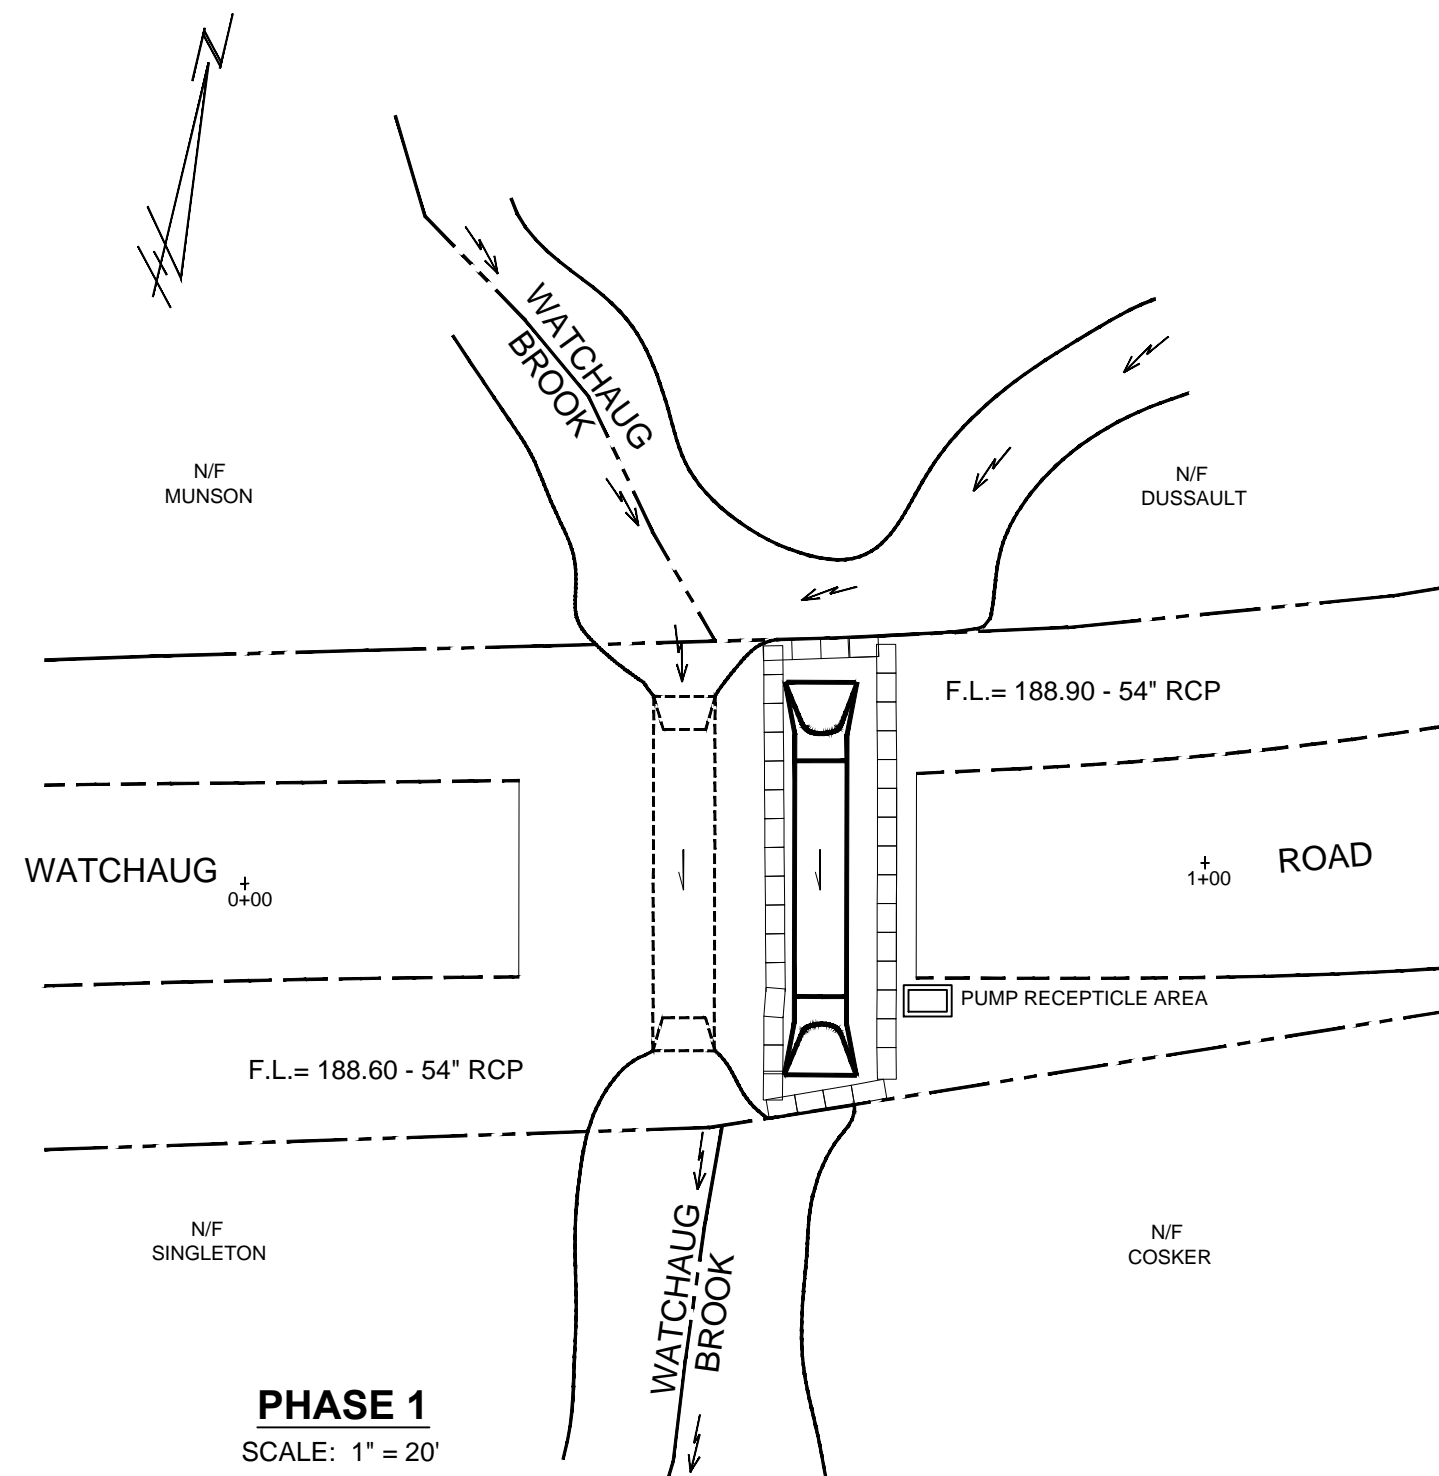 N
WATCHAUG
BROOK
N/F
MUNSON
N/F
DUSSAULT
F.L.= 188.90 - 54" RCP
WATCHAUG
0+00
1+00
ROAD
PUMP RECEPTICLE AREA
F.L.= 188.60 - 54" RCP
N/F
SINGLETON
WATCHAUG
BROOK
N/F
COSKER
PHASE 1
SCALE: 1" = 20'